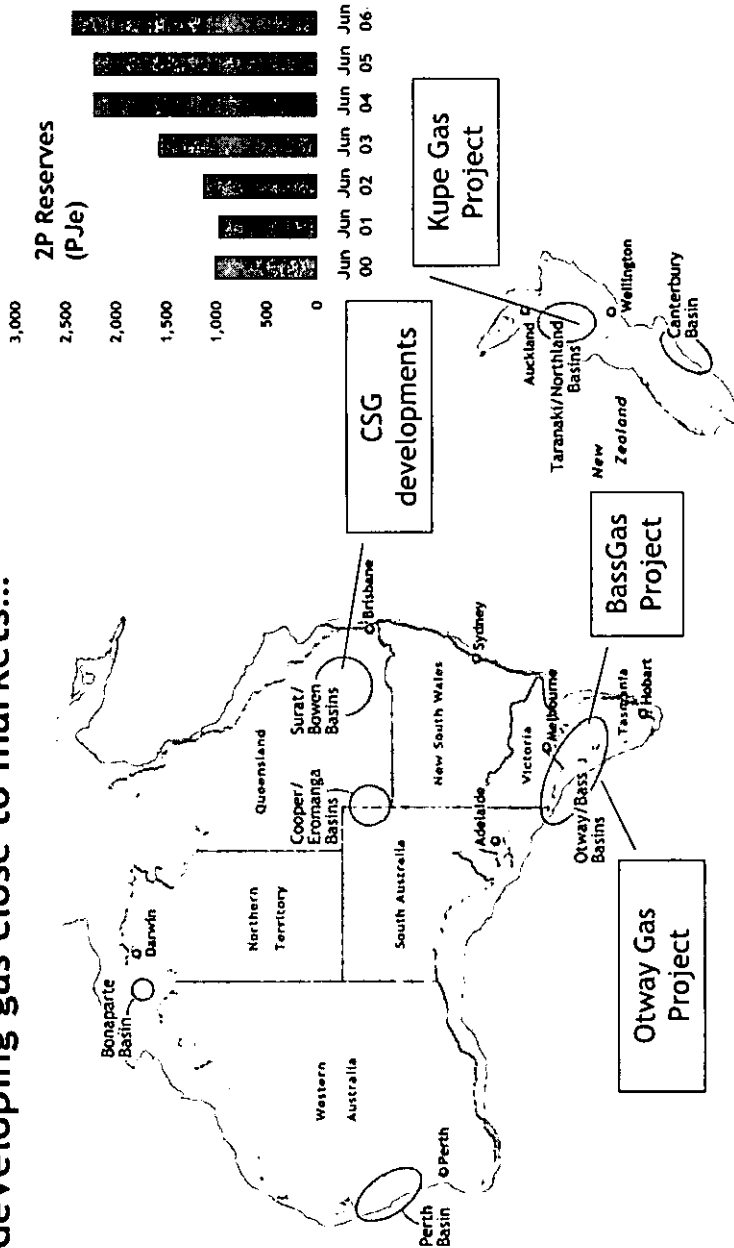 developing gas close to markets...
2P Reserves
(PJe)
3,000
2,500
2,000
1,500
1,000
500
0
Jun Jun Jun Jun Jun Jun Jun
00 01 02 03 04 05 06
Bonaparte
Basin
Darwin
Northern
Territory
Queensland
Cooper/
Eromanga
Basins
Surat/
Bowen
Basins
Brisbane
CSG
developments
Western
Australia
South Australia
New South Wales
Sydney
Perth
Basin
Perth
Adelaide
Victoria
Melbourne
Otway/Bass
Basins
Tasmania
Hobart
Otway Gas
Project
BassGas
Project
Kupe Gas
Project
Auckland
Taranaki/Northland
Basins
New
Zealand
Wellington
Canterbury
Basin